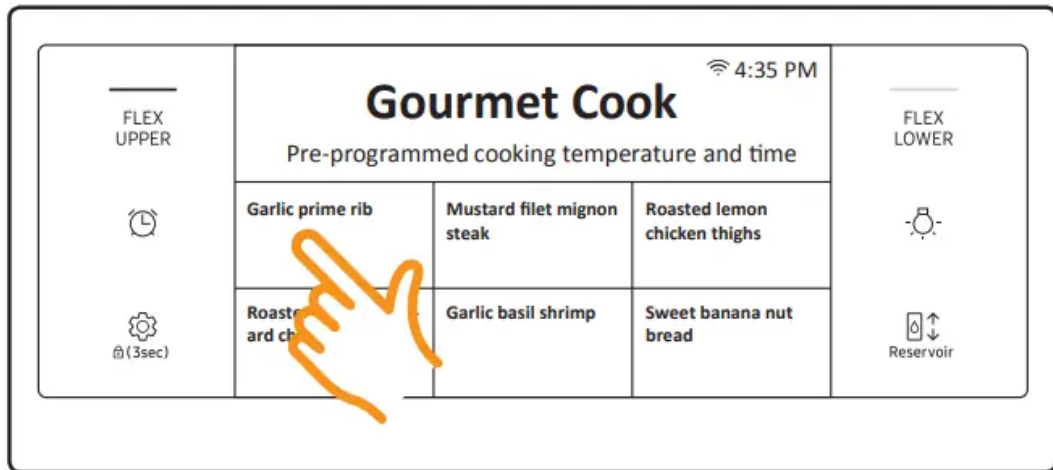 4:35 PM
Gourmet Cook
Pre-programmed cooking temperature and time
FLEX
UPPER
(3sec)
Garlic prime rib
Mustard filet mignon
steak
Roasted lemon
chicken thighs
ard
Garlic basil shrimp
Sweet banana nut
bread
FLEX
LOWER
Reservoir